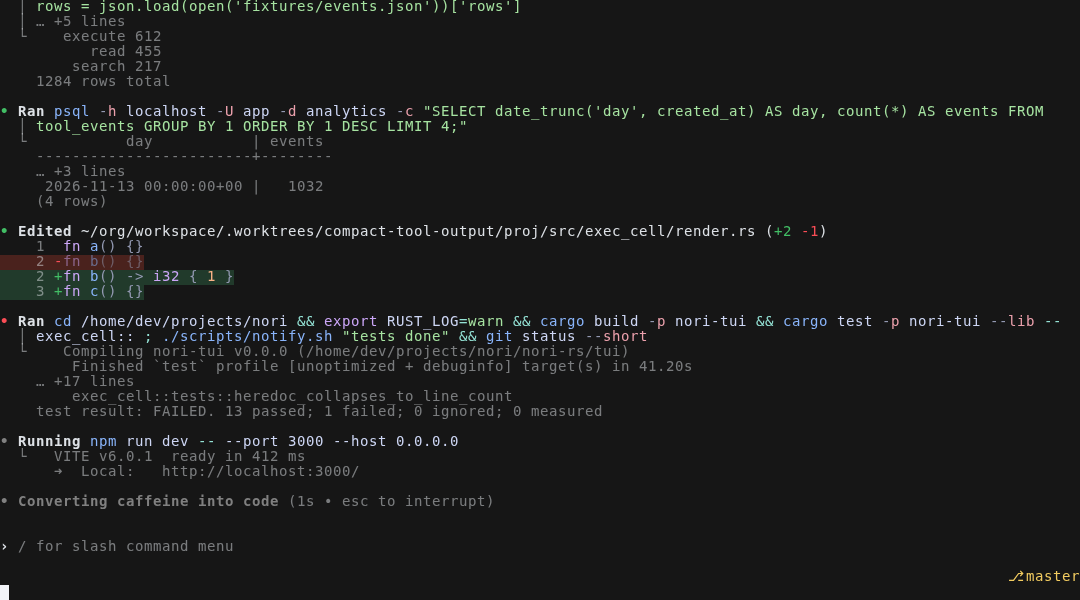 │ rows = json.load(open('fixtures/events.json'))['rows']
│ … +5 lines
└    execute 612
        read 455
      search 217
  1284 rows total
• Ran psql -h localhost -U app -d analytics -c "SELECT date_trunc('day', created_at) AS day, count(*) AS events FROM
│ tool_events GROUP BY 1 ORDER BY 1 DESC LIMIT 4;"
└           day           | events
  ------------------------+--------
  … +3 lines
   2026-11-13 00:00:00+00 |   1032
  (4 rows)
• Edited ~/org/workspace/.worktrees/compact-tool-output/proj/src/exec_cell/render.rs (+2 -1)
    1  fn a() {}
    2 -fn b() {}
    2 +fn b() -> i32 { 1 }
    3 +fn c() {}
• Ran cd /home/dev/projects/nori && export RUST_LOG=warn && cargo build -p nori-tui && cargo test -p nori-tui --lib --
│ exec_cell:: ; ./scripts/notify.sh "tests done" && git status --short
└    Compiling nori-tui v0.0.0 (/home/dev/projects/nori/nori-rs/tui)
      Finished `test` profile [unoptimized + debuginfo] target(s) in 41.20s
  … +17 lines
      exec_cell::tests::heredoc_collapses_to_line_count
  test result: FAILED. 13 passed; 1 failed; 0 ignored; 0 measured
• Running npm run dev -- --port 3000 --host 0.0.0.0
└   VITE v6.0.1  ready in 412 ms
    ➜  Local:   http://localhost:3000/
• Converting caffeine into code (1s • esc to interrupt)
› / for slash command menu
⎇ master